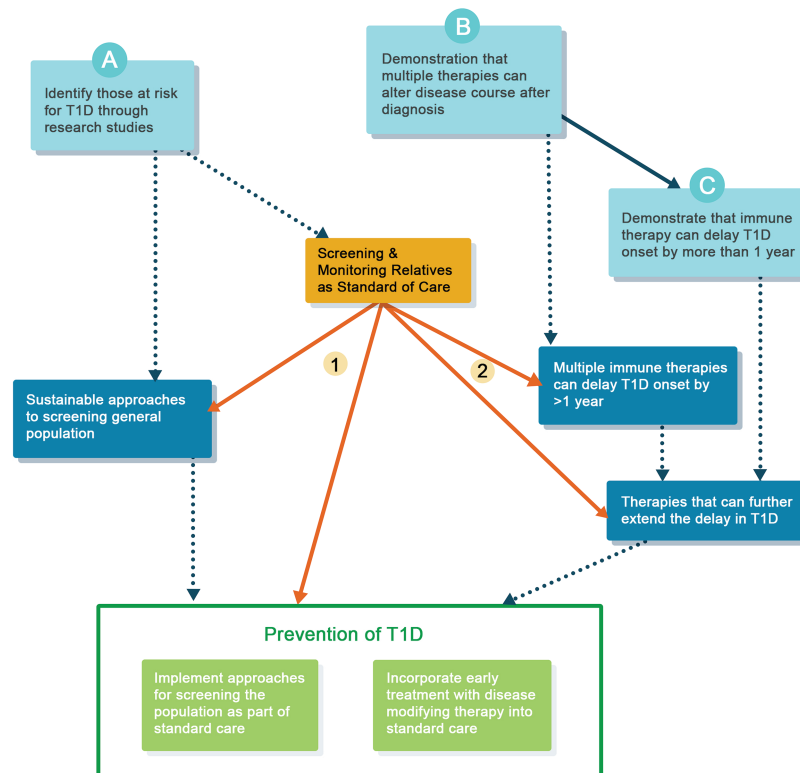 A
Identify those at risk
for T1D through
research studies
B
Demonstration that
multiple therapies can
alter disease course after
diagnosis
C
Demonstrate that immune
therapy can delay T1D
onset by more than 1 year
Screening &
Monitoring Relatives
as Standard of Care
1
2
Sustainable approaches
to screening general
population
Multiple immune therapies
can delay T1D onset by
>1 year
Therapies that can further
extend the delay in T1D
Prevention of T1D
Implement approaches
for screening the
population as part of
standard care
Incorporate early
treatment with disease
modifying therapy into
standard care